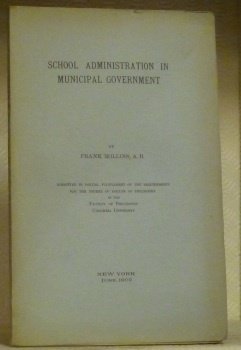 SCHOOL ADMINISTRATION IN
MUNICIPAL GOVERNMENT
BY
FRANK ROLLINS, A. B.
SUBMITTED IN PARTIAL FULFILLMENT OF THE REQUIREMENTS
FOR THE DEGREE OF DOCTOR OF PHILOSOPHY
IN THE
FACULTY OF PHILOSOPHY
COLUMBIA UNIVERSITY
NEW YORK
JUNE, 1902